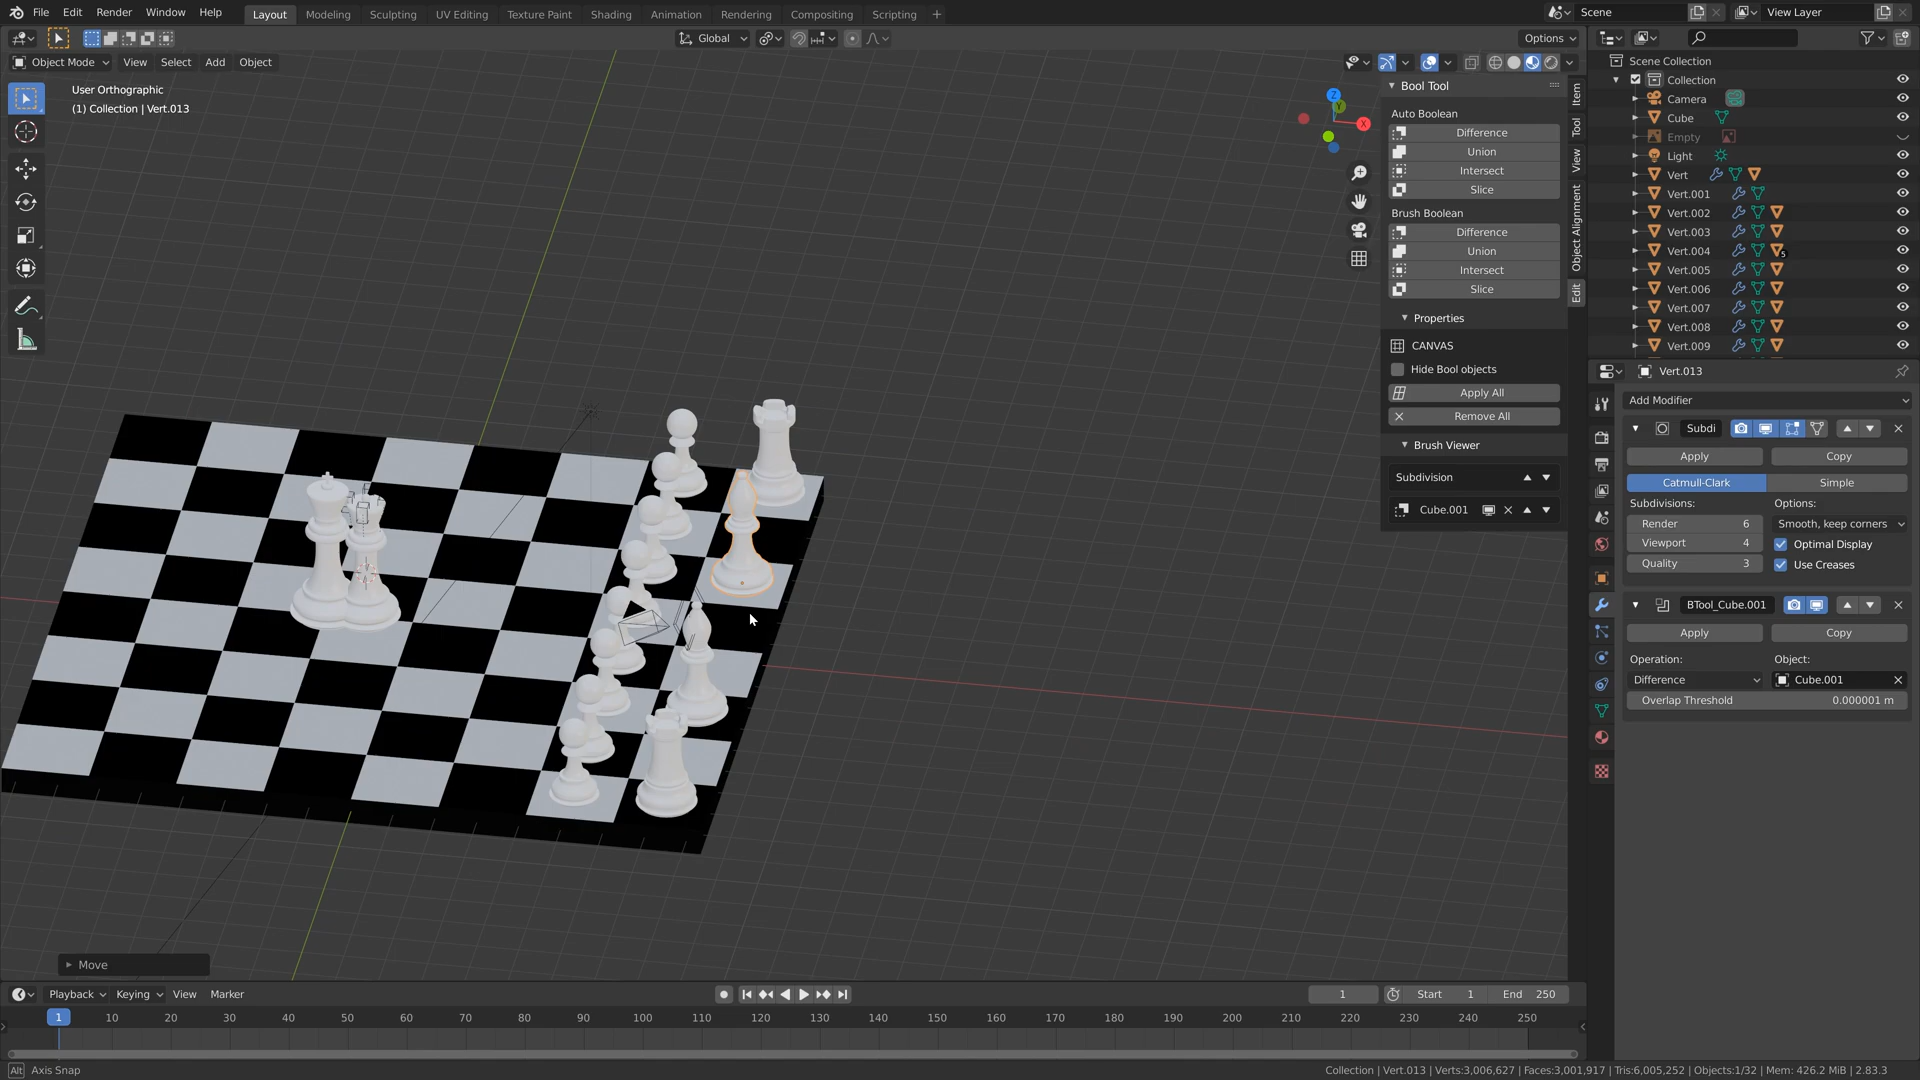 File Edit Render Window Help Layout Modeling Sculpting UV Editing Texture Paint Shading Animation Rendering Compositing Scripting + Scene View Layer
Global Options
Object Mode View Select Add Object
User Orthographic
(1) Collection | Vert.013
Z
Y
X
Bool Tool
Auto Boolean
Difference
Union
Intersect
Slice
Brush Boolean
Difference
Union
Intersect
Slice
Properties
CANVAS
Hide Bool objects
Apply All
Remove All
Brush Viewer
Subdivision
Cube.001
Item
Tool
View
Object Alignment
Edit
Scene Collection
Collection
Camera
Cube
Empty
Light
Vert
Vert.001
Vert.002
Vert.003
Vert.004 5
Vert.005
Vert.006
Vert.007
Vert.008
Vert.009
Vert.013
Add Modifier
Subdi
Apply Copy
Catmull-Clark Simple
Subdivisions: Options:
Render 6 Smooth, keep corners
Viewport 4 Optimal Display
Quality 3 Use Creases
BTool_Cube.001
Apply Copy
Operation: Object:
Difference Cube.001
Overlap Threshold 0.000001 m
Move
Playback Keying View Marker 1 Start 1 End 250
1 10 20 30 40 50 60 70 80 90 100 110 120 130 140 150 160 170 180 190 200 210 220 230 240 250
Alt Axis Snap
Collection | Vert.013 | Verts:3,006,627 | Faces:3,001,917 | Tris:6,005,252 | Objects:1/32 | Mem: 426.2 MiB | 2.83.3